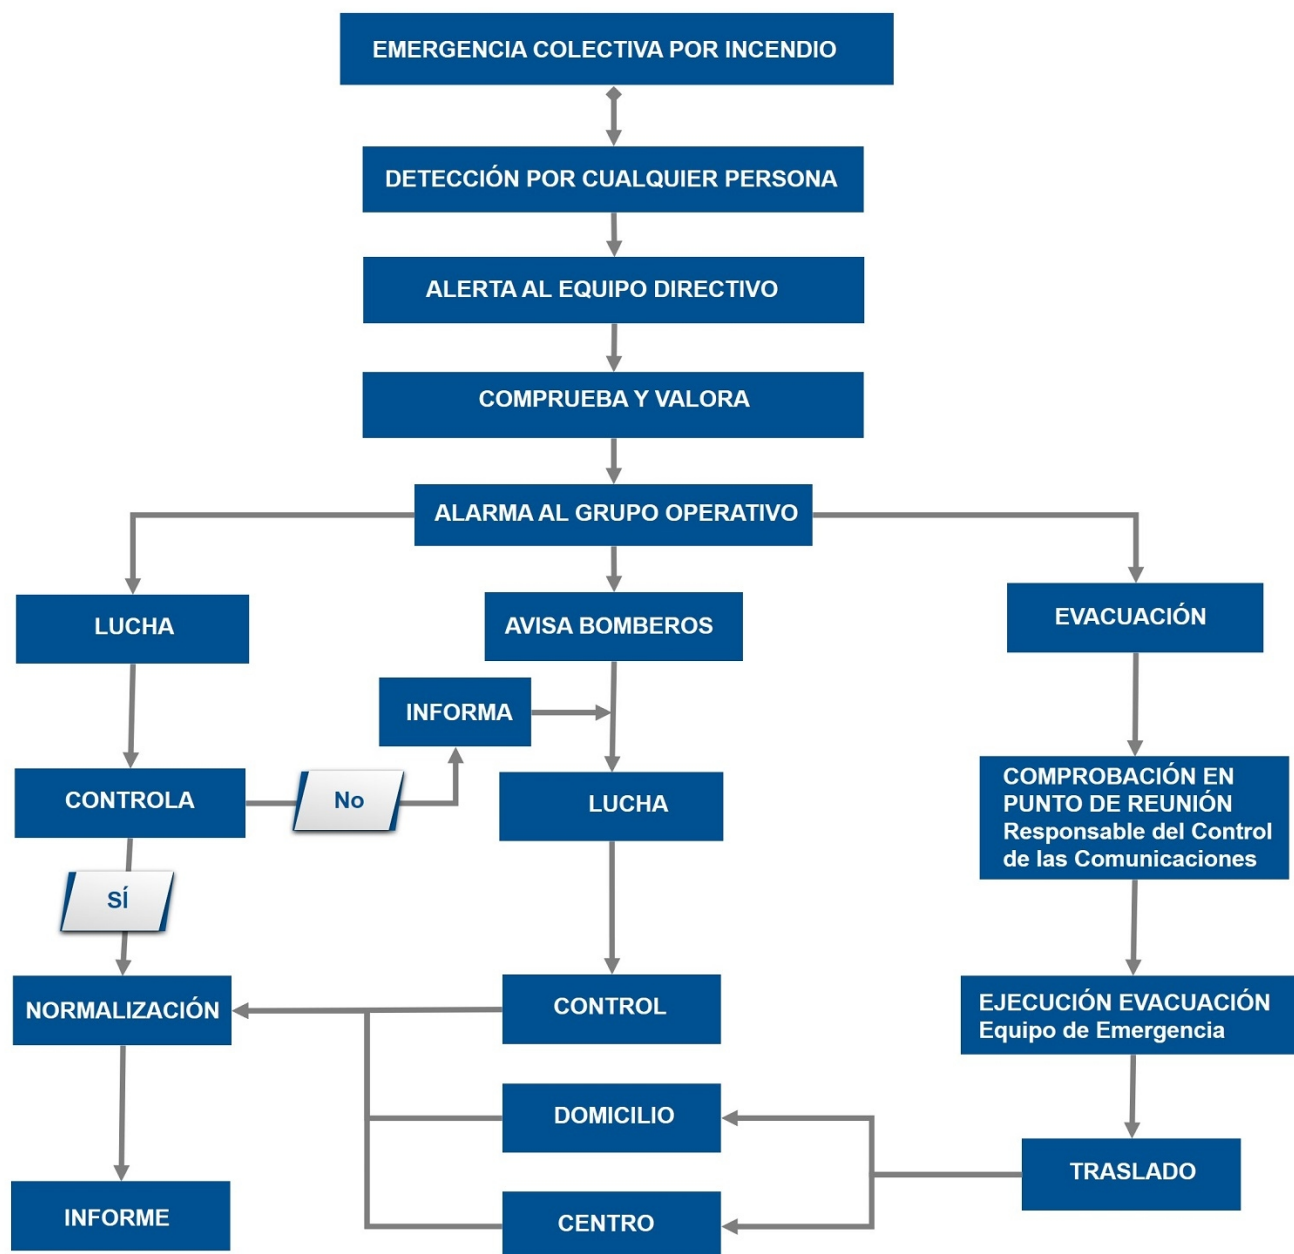 EMERGENCIA COLECTIVA POR INCENDIO
DETECCIÓN POR CUALQUIER PERSONA
ALERTA AL EQUIPO DIRECTIVO
COMPRUEBA Y VALORA
ALARMA AL GRUPO OPERATIVO
LUCHA
AVISA BOMBEROS
EVACUACIÓN
INFORMA
CONTROLA
No
LUCHA
COMPROBACIÓN EN
PUNTO DE REUNIÓN
Responsable del Control
de las Comunicaciones
SÍ
NORMALIZACIÓN
CONTROL
EJECUCIÓN EVACUACIÓN
Equipo de Emergencia
DOMICILIO
TRASLADO
INFORME
CENTRO